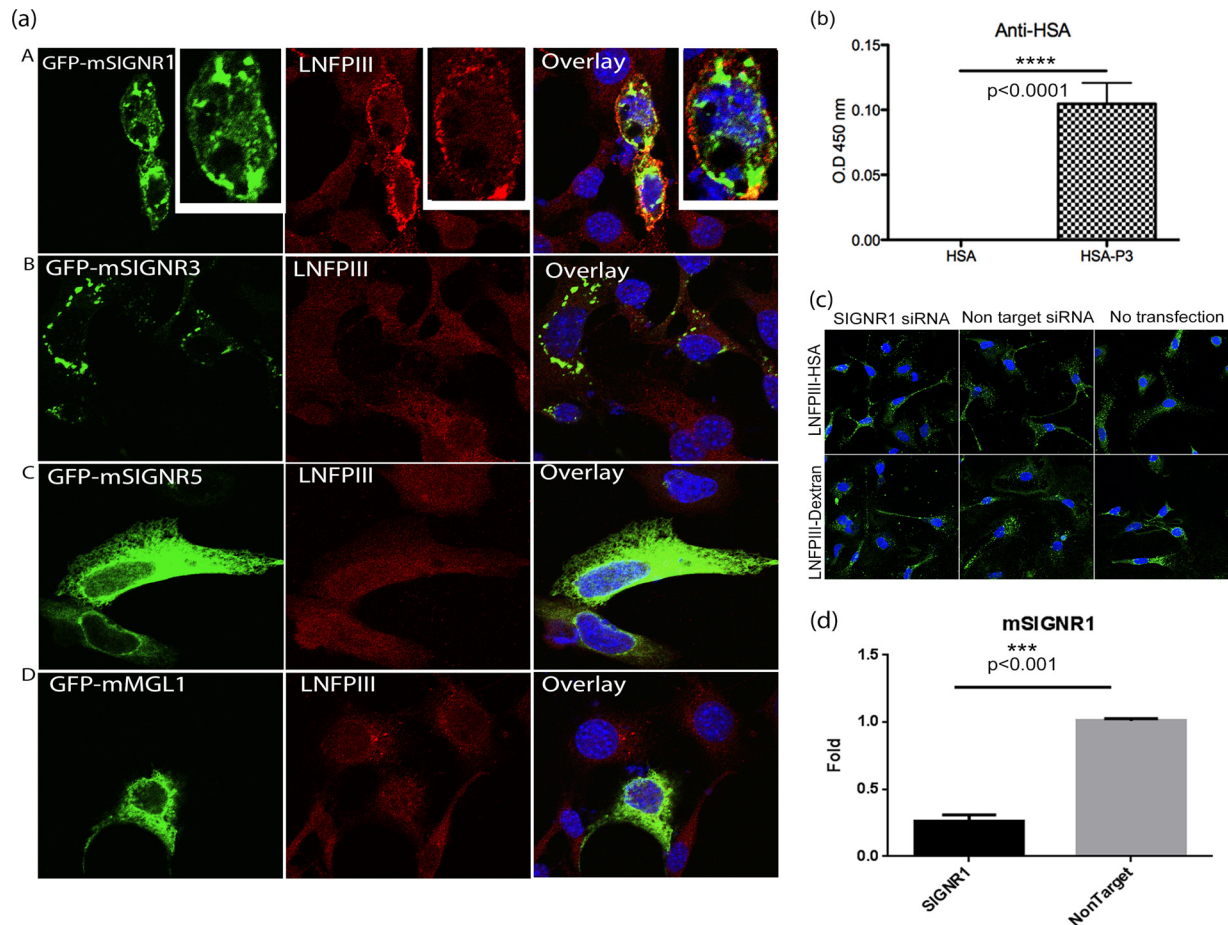 (a)
A
GFP-mSIGNR1
LNFPIII
Overlay
B
GFP-mSIGNR3
LNFPIII
Overlay
C
GFP-mSIGNR5
LNFPIII
Overlay
D
GFP-mMGL1
LNFPIII
Overlay
(b)
Anti-HSA
****
p<0.0001
O.D 450 nm
0.15
0.10
0.05
0.00
HSA
HSA-P3
(c)
SIGNR1 siRNA
Non target siRNA
No transfection
LNFPIII-HSA
LNFPIII-Dextran
(d)
mSIGNR1
***
p<0.001
Fold
1.5
1.0
0.5
0.0
SIGNR1
NonTarget